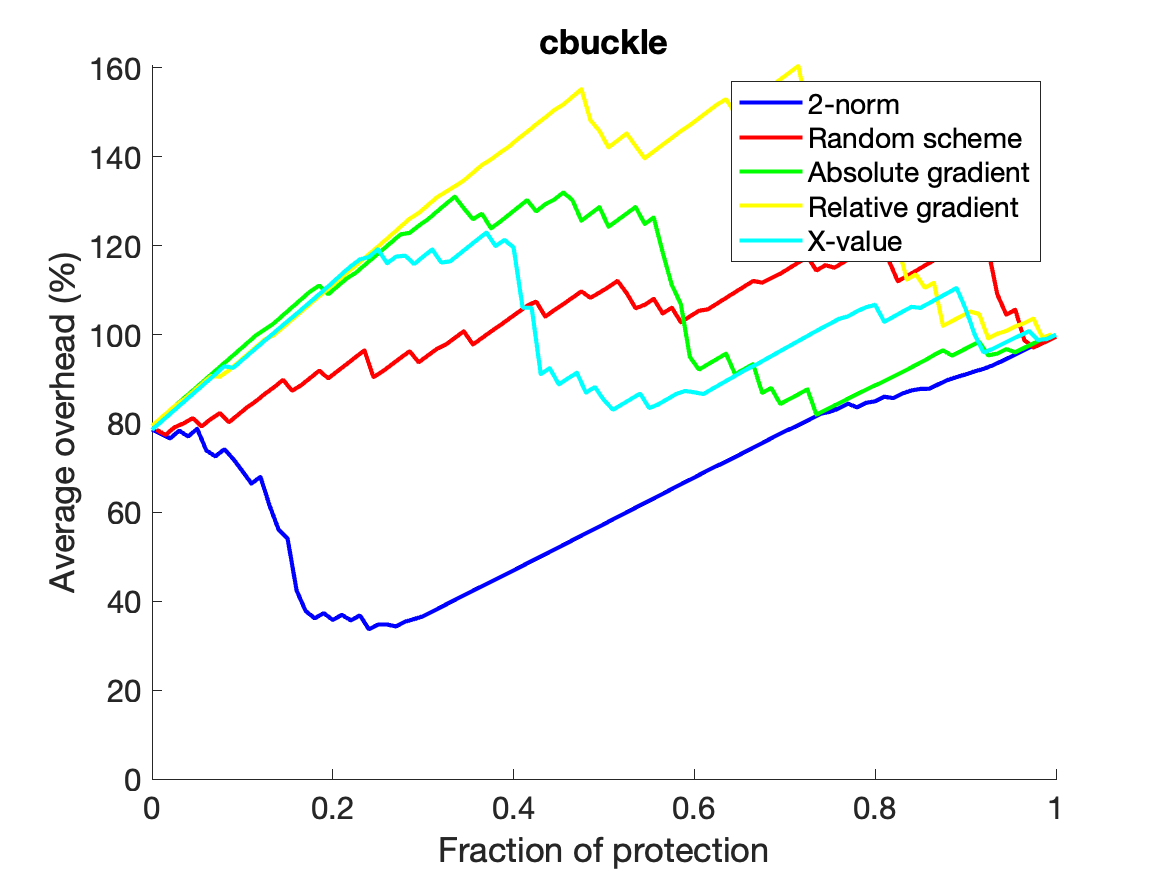 cbuckle
160
140
120
100
80
60
40
20
0
Average overhead (%)
2-norm
Random scheme
Absolute gradient
Relative gradient
X-value
0 0.2 0.4 0.6 0.8 1
Fraction of protection